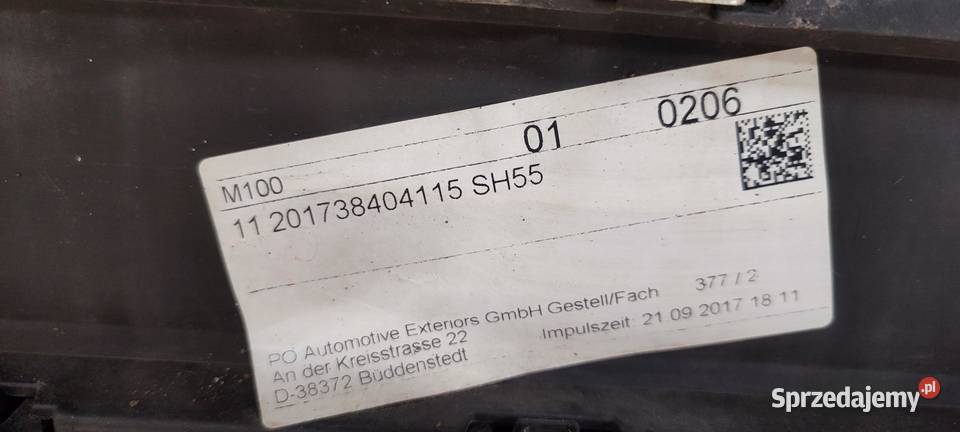 M100 01 0206
11 201738404115 SH55
PO Automotive Exteriors GmbH Gestell/Fach 377 / 2
An der Kreisstrasse 22 Impulszeit: 21 09 2017 18 11
D-38372 Büddenstedt
Sprzedajemy.pl